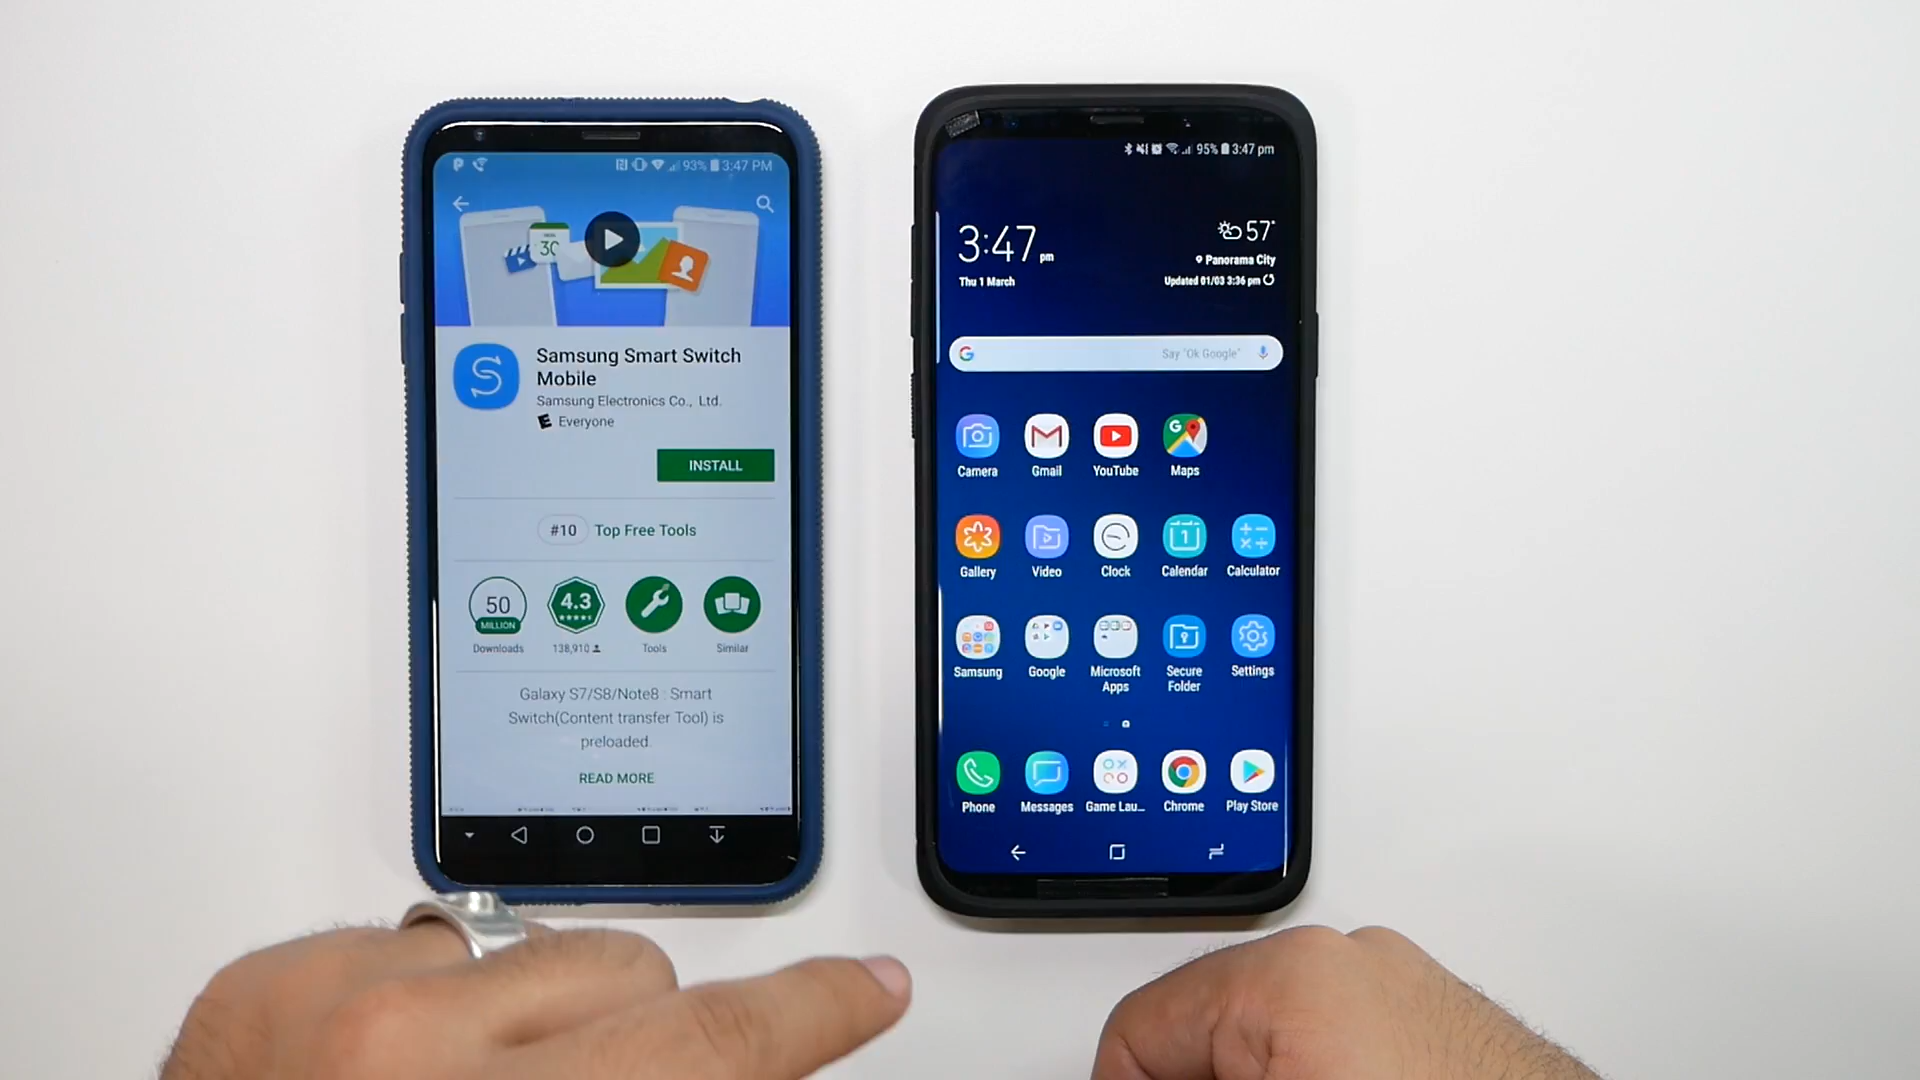 93% 3:47 PM
30
Samsung Smart Switch
Mobile
Samsung Electronics Co., Ltd.
E Everyone
INSTALL
#10 Top Free Tools
50
MILLION
4.3
Downloads 138,910 Tools Similar
Galaxy S7/S8/Note8 : Smart
Switch(Content transfer Tool) is
preloaded.
READ MORE
95% 3:47 pm
3:47 pm
57°
Panorama City
Thu 1 March
Updated 01/03 3:36 pm
G Say "Ok Google"
Camera Gmail YouTube Maps
1
Gallery Video Clock Calendar Calculator
Samsung Google Microsoft Apps Secure Folder Settings
Phone Messages Game Lau... Chrome Play Store